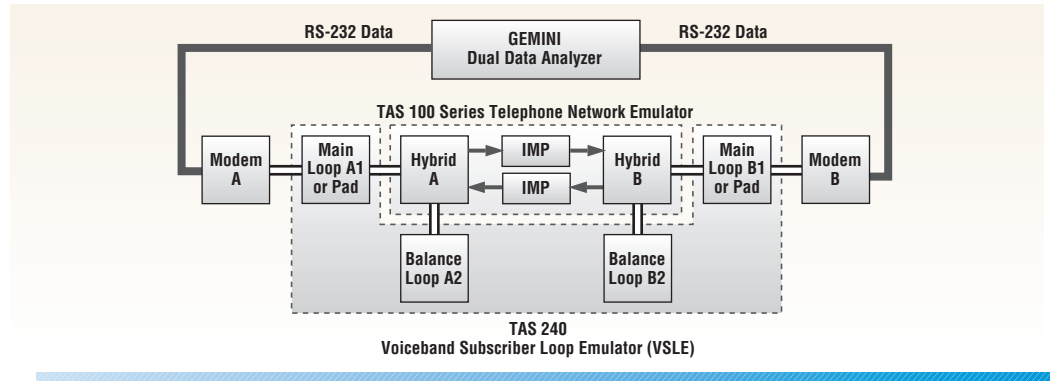 RS-232 Data
GEMINI
Dual Data Analyzer
RS-232 Data
TAS 100 Series Telephone Network Emulator
Modem
A
Main
Loop A1
or Pad
Hybrid
A
IMP
IMP
Hybrid
B
Main
Loop B1
or Pad
Modem
B
Balance
Loop A2
Balance
Loop B2
TAS 240
Voiceband Subscriber Loop Emulator (VSLE)